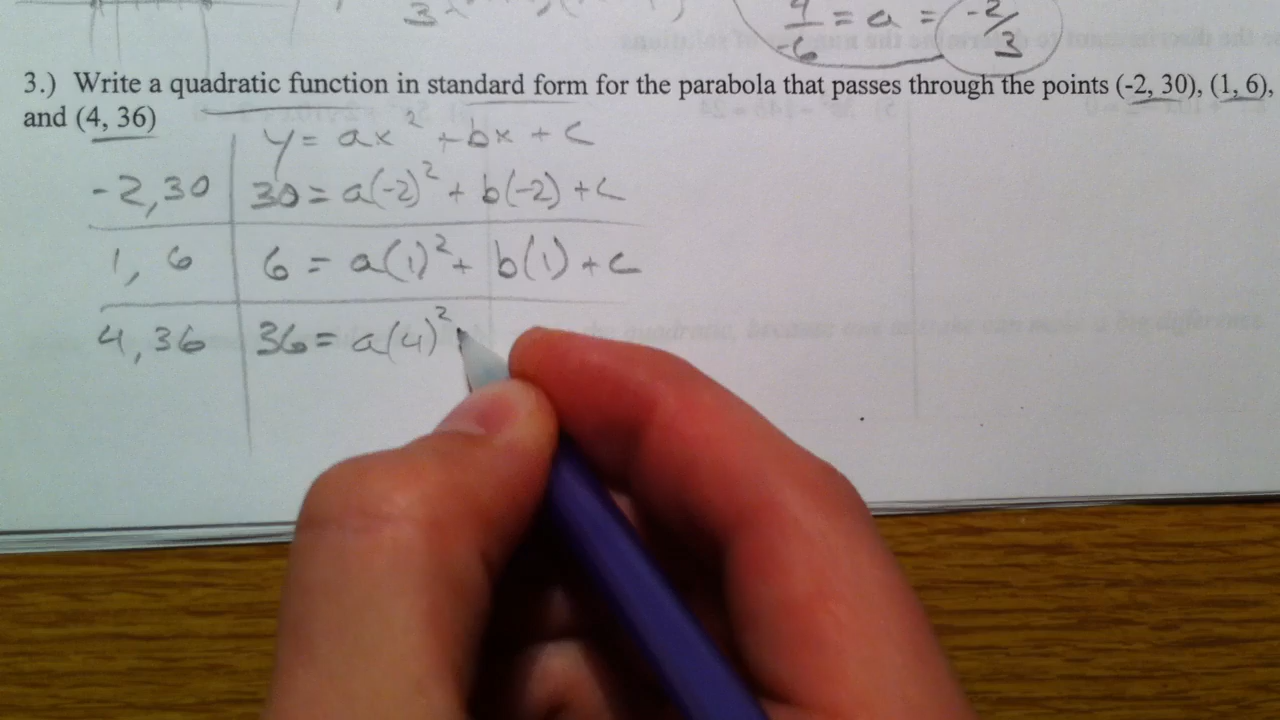 4/-6 = a = -2/3
3.) Write a quadratic function in standard form for the parabola that passes through the points (-2, 30), (1, 6),
and (4, 36)
y = ax² + bx + c
-2, 30 30 = a(-2)² + b(-2) + c
1, 6 6 = a(1)² + b(1) + c
4, 36 36 = a(4)²